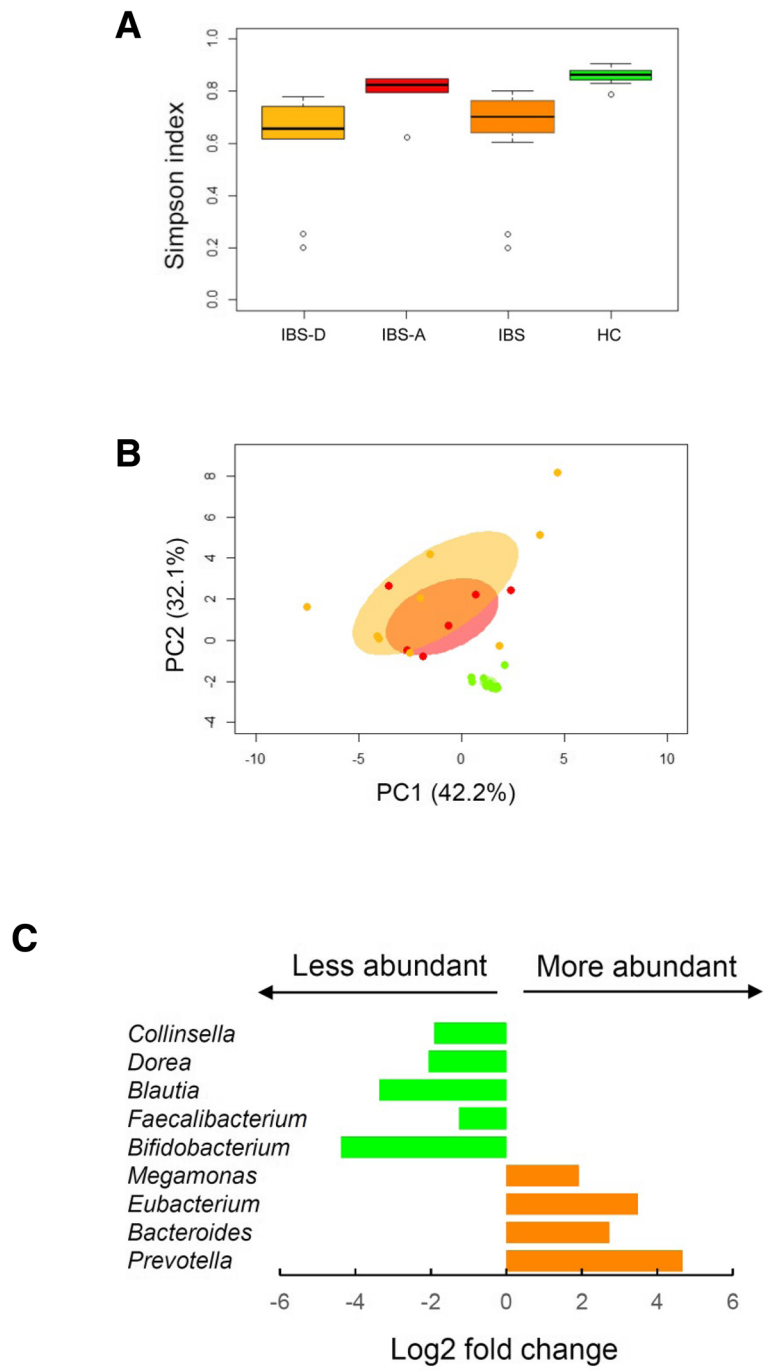 A
Simpson index
1.0
0.8
0.6
0.4
0.2
0.0
IBS-D IBS-A IBS HC
B
PC2 (32.1%)
8
6
4
2
0
-2
-4
-10 -5 0 5 10
PC1 (42.2%)
C
Less abundant More abundant
Collinsella
Dorea
Blautia
Faecalibacterium
Bifidobacterium
Megamonas
Eubacterium
Bacteroides
Prevotella
-6 -4 -2 0 2 4 6
Log2 fold change